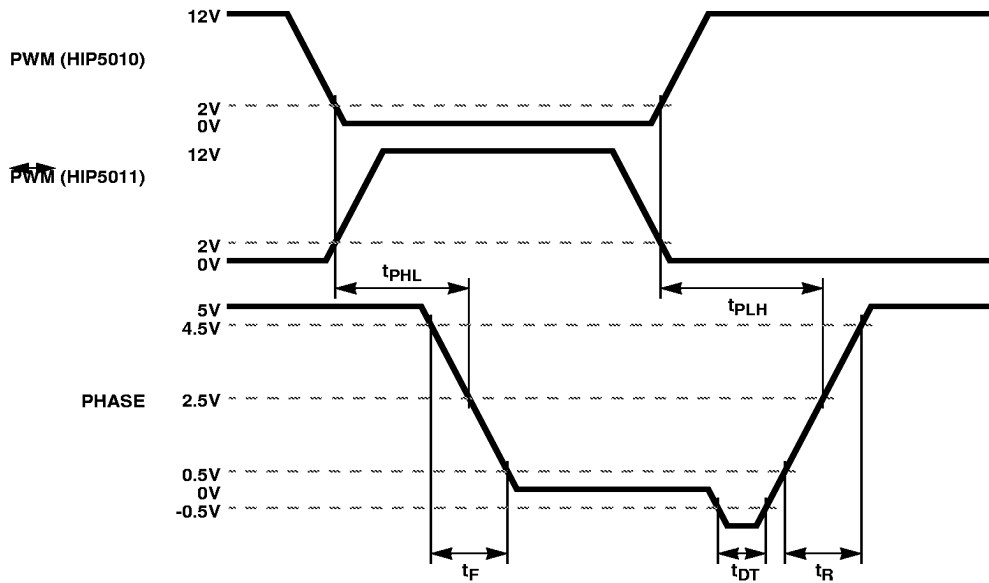 12V
PWM (HIP5010)
2V
0V
12V
PWM (HIP5011)
2V
0V
tPHL
tPLH
5V
4.5V
PHASE
2.5V
0.5V
0V
-0.5V
tF
tDT
tR